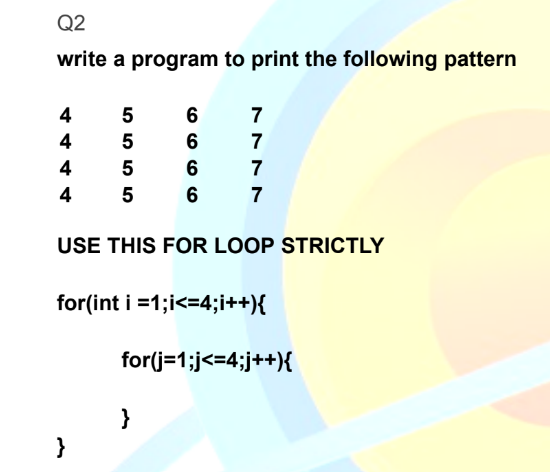 Q2
write a program to print the following pattern
4 5 6 7
4 5 6 7
4 5 6 7
4 5 6 7
USE THIS FOR LOOP STRICTLY
for(int i =1;i<=4;i++){
for(j=1;j<=4;j++){
}
}